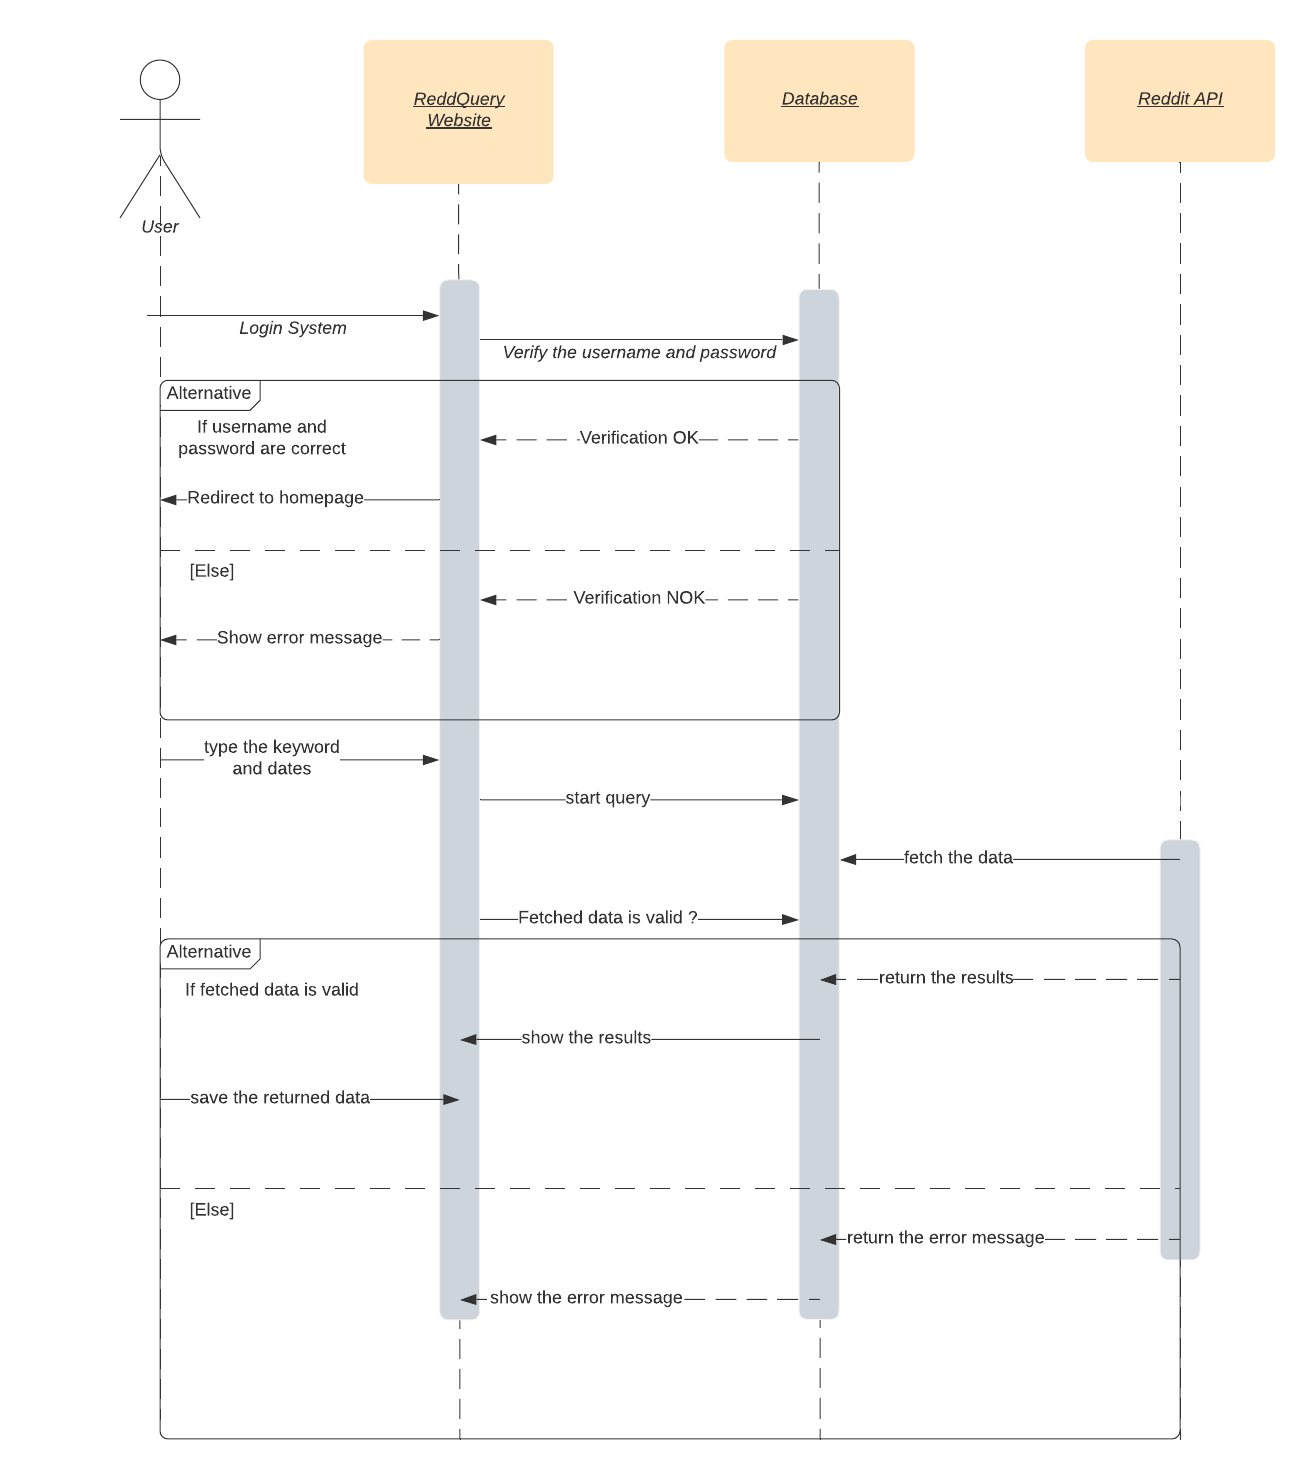 ReddQuery
Website
Database
Reddit API
User
Login System
Verify the username and password
Alternative
If username and
password are correct
Verification OK
Redirect to homepage
[Else]
Verification NOK
Show error message
type the keyword
and dates
start query
fetch the data
Fetched data is valid ?
Alternative
return the results
If fetched data is valid
show the results
save the returned data
[Else]
return the error message
show the error message